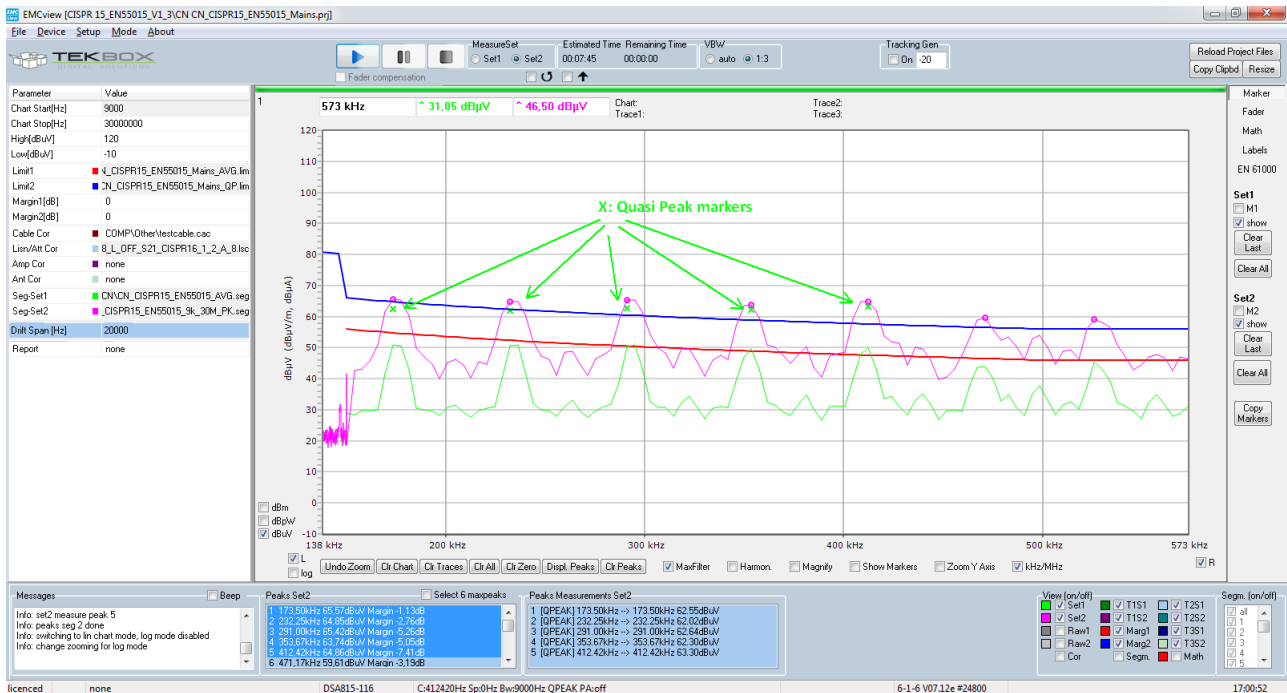 EMCview [CISPR 15_EN55015_V1_3\CN CN_CISPR15_EN55015_Mains.prj]
File Device Setup Mode About
TEKBOX
DIGITAL SOLUTIONS
Fader compensation
MeasureSet
Set1 Set2
Estimated Time Remaining Time
00:07:45 00:00:00
VBW
auto 1:3
Tracking Gen
On -20
Reload Project Files
Copy Clipbd Resize
Parameter Value
Chart Start[Hz] 9000
Chart Stop[Hz] 30000000
High[dBuV] 120
Low[dBuV] -10
Limit1 N_CISPR15_EN55015_Mains_AVG.lim
Limit2 CN_CISPR15_EN55015_Mains_QP.lim
Margin1[dB] 0
Margin2[dB] 0
Cable Cor COMP\Other\testcable.cac
Lisn/Att Cor 8_L_OFF_S21_CISPR16_1_2_A_8.lsc
Amp Cor none
Ant Cor none
Seg-Set1 CN\CN_CISPR15_EN55015_AVG.seg
Seg-Set2 _CISPR15_EN55015_9k_30M_PK.seg
Drift Span [Hz] 20000
Report none
1
573 kHz
^ 31,05 dBµV
^ 46,50 dBµV
Chart:
Trace1:
Trace2:
Trace3:
X: Quasi Peak markers
dBµV (dBµV/m, dBµA)
120
110
100
90
80
70
60
50
40
30
20
10
0
-10
138 kHz
200 kHz
300 kHz
400 kHz
500 kHz
573 kHz
dBm
dBpW
dBuV
L
log
Undo Zoom Clr Chart Clr Traces Clr All Clr Zero Displ. Peaks Clr Peaks MaxFilter Harmon. Magnify Show Markers Zoom Y Axis kHz/MHz
R
Marker
Fader
Math
Labels
EN 61000
Set1
M1
show
Clear Last
Clear All
Set2
M2
show
Clear Last
Clear All
Copy Markers
Messages
Beep
Info: set2 measure peak 5
Info: peaks seg 2 done
Info: switching to lin chart mode, log mode disabled
Info: change zooming for log mode
Peaks Set2
Select 6 maxpeaks
1 173,50kHz 65,57dBuV Margin -1,13dB
2 232,25kHz 64,85dBuV Margin -2,76dB
3 291,00kHz 65,42dBuV Margin -5,26dB
4 353,67kHz 63,74dBuV Margin -5,05dB
5 412,42kHz 64,86dBuV Margin -7,41dB
6 471,17kHz 59,61dBuV Margin -3,19dB
Peaks Measurements Set2
1 [QPEAK] 173.50kHz --> 173.50kHz 62.55dBuV
2 [QPEAK] 232.25kHz --> 232.25kHz 62.02dBuV
3 [QPEAK] 291.00kHz --> 291.00kHz 62.64dBuV
4 [QPEAK] 353.67kHz --> 353.67kHz 62.30dBuV
5 [QPEAK] 412.42kHz --> 412.42kHz 63.30dBuV
View (on/off)
Set1 T1S1 T2S1
Set2 T1S2 T2S2
Raw1 Marg1 T3S1
Raw2 Marg2 T3S2
Cor Segm. Math
Segm. (on/off)
all
1
2
3
4
5
licenced none DSA815-116 C:412420Hz Sp:0Hz Bw:9000Hz QPEAK PA:off 6-1-6 V07.12e #24800 17:00:52